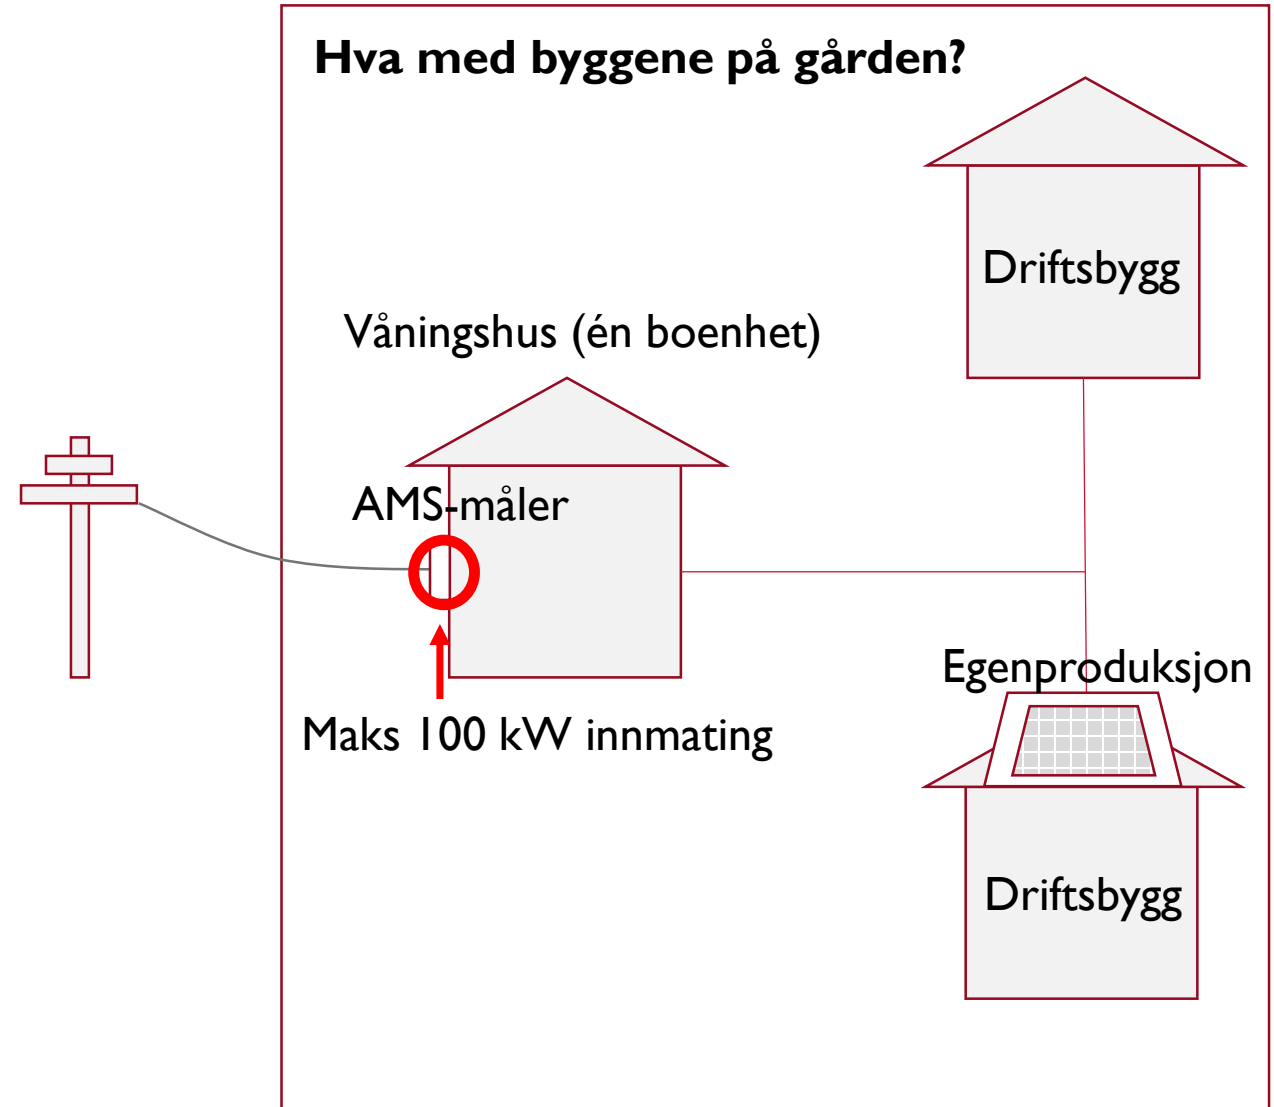 Hva med byggene på gården?
Driftsbygg
Våningshus (én boenhet)
AMS-måler
Egenproduksjon
Maks 100 kW innmating
Driftsbygg